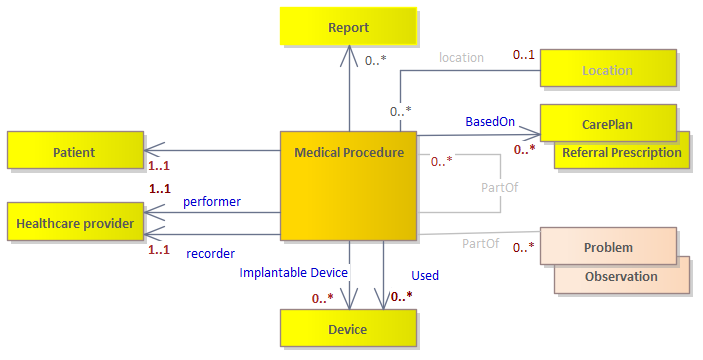 Report
0..*
location
0..1
Location
0..*
BasedOn
CarePlan
0..*
Referral Prescription
Patient
1..1
Medical Procedure
0..*
PartOf
1..1
performer
Healthcare provider
1..1
recorder
PartOf
0..*
Problem
Observation
Implantable Device
Used
0..*
0..*
Device